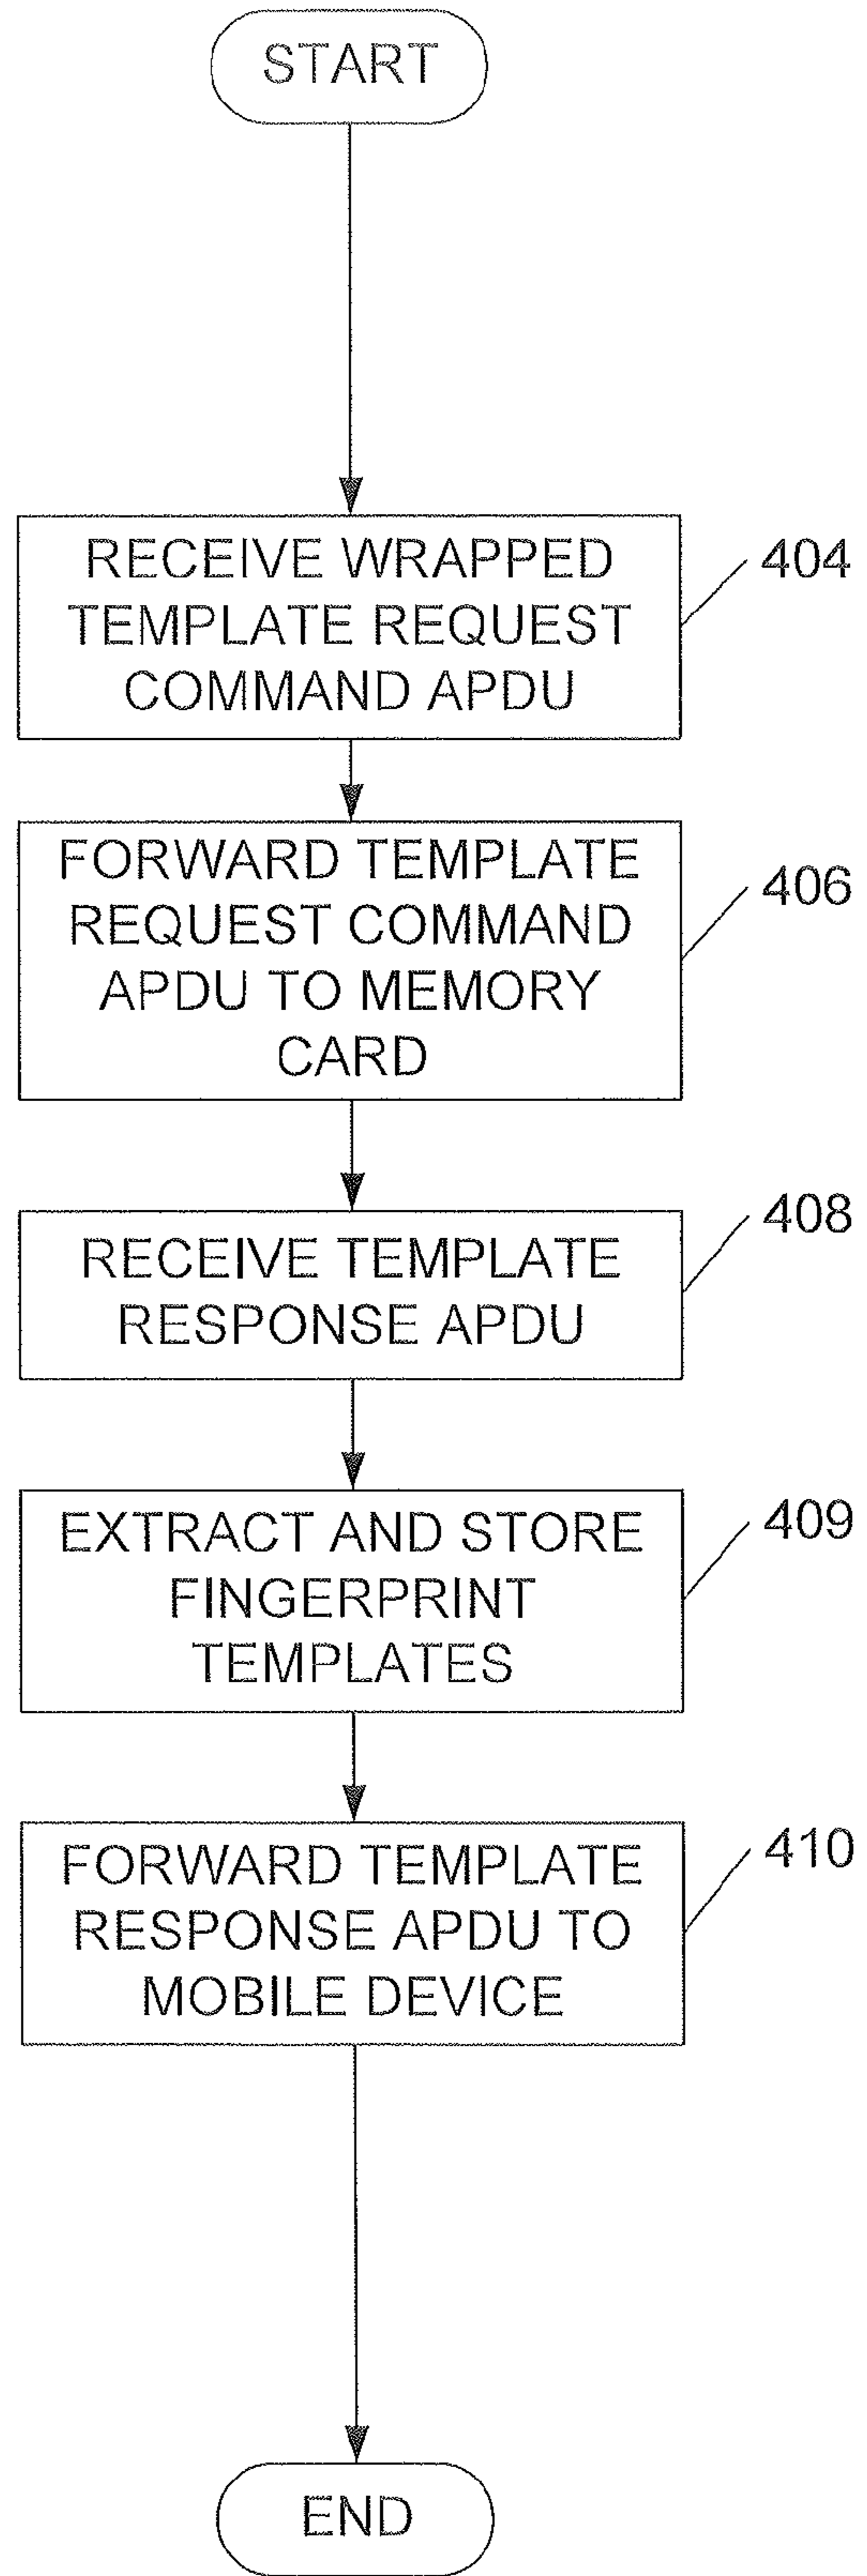 START
RECEIVE WRAPPED
TEMPLATE REQUEST
COMMAND APDU
404
FORWARD TEMPLATE
REQUEST COMMAND
APDU TO MEMORY
CARD
406
RECEIVE TEMPLATE
RESPONSE APDU
408
EXTRACT AND STORE
FINGERPRINT
TEMPLATES
409
FORWARD TEMPLATE
RESPONSE APDU TO
MOBILE DEVICE
410
END